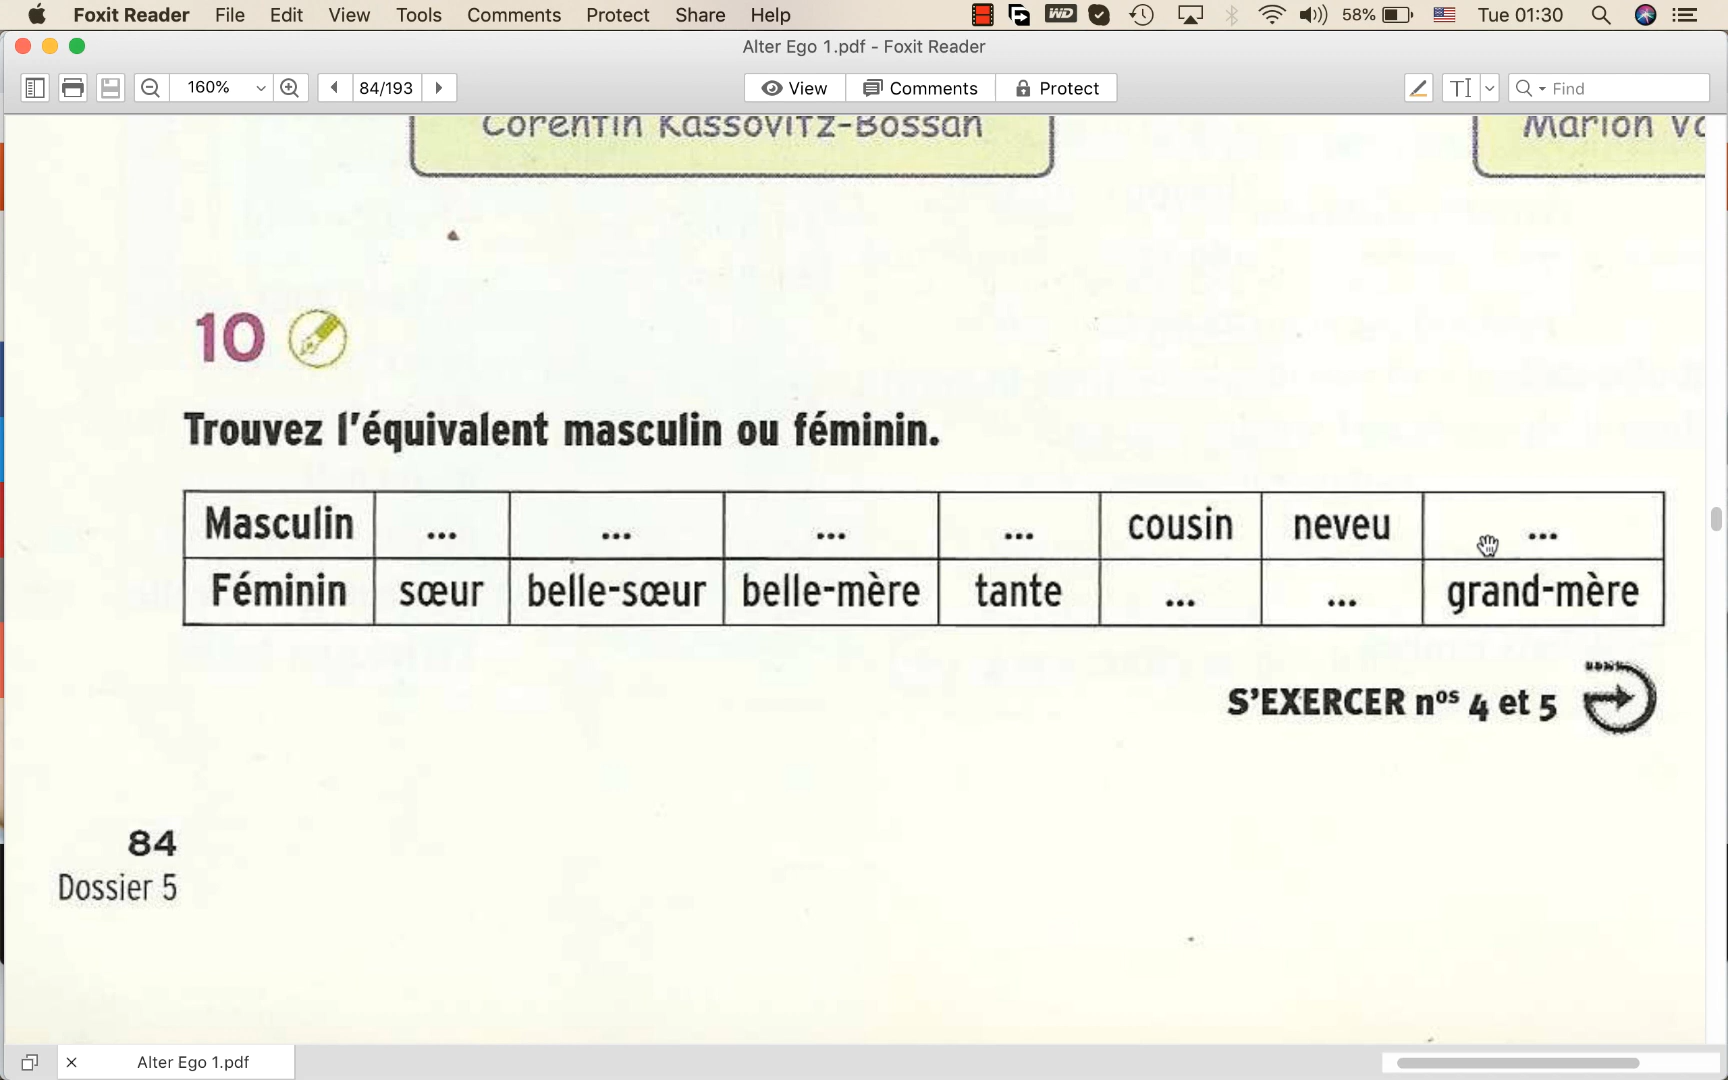 Foxit Reader File Edit View Tools Comments Protect Share Help WD 58% Tue 01:30
Alter Ego 1.pdf - Foxit Reader
160% 84/193 View Comments Protect TI Find
Corentin Kassovitz-Bossan Marion
10
Trouvez l'équivalent masculin ou féminin.
Masculin ... ... ... ... cousin neveu ...
Féminin sœur belle-sœur belle-mère tante ... ... grand-mère
S'EXERCER nos 4 et 5
84
Dossier 5
Alter Ego 1.pdf